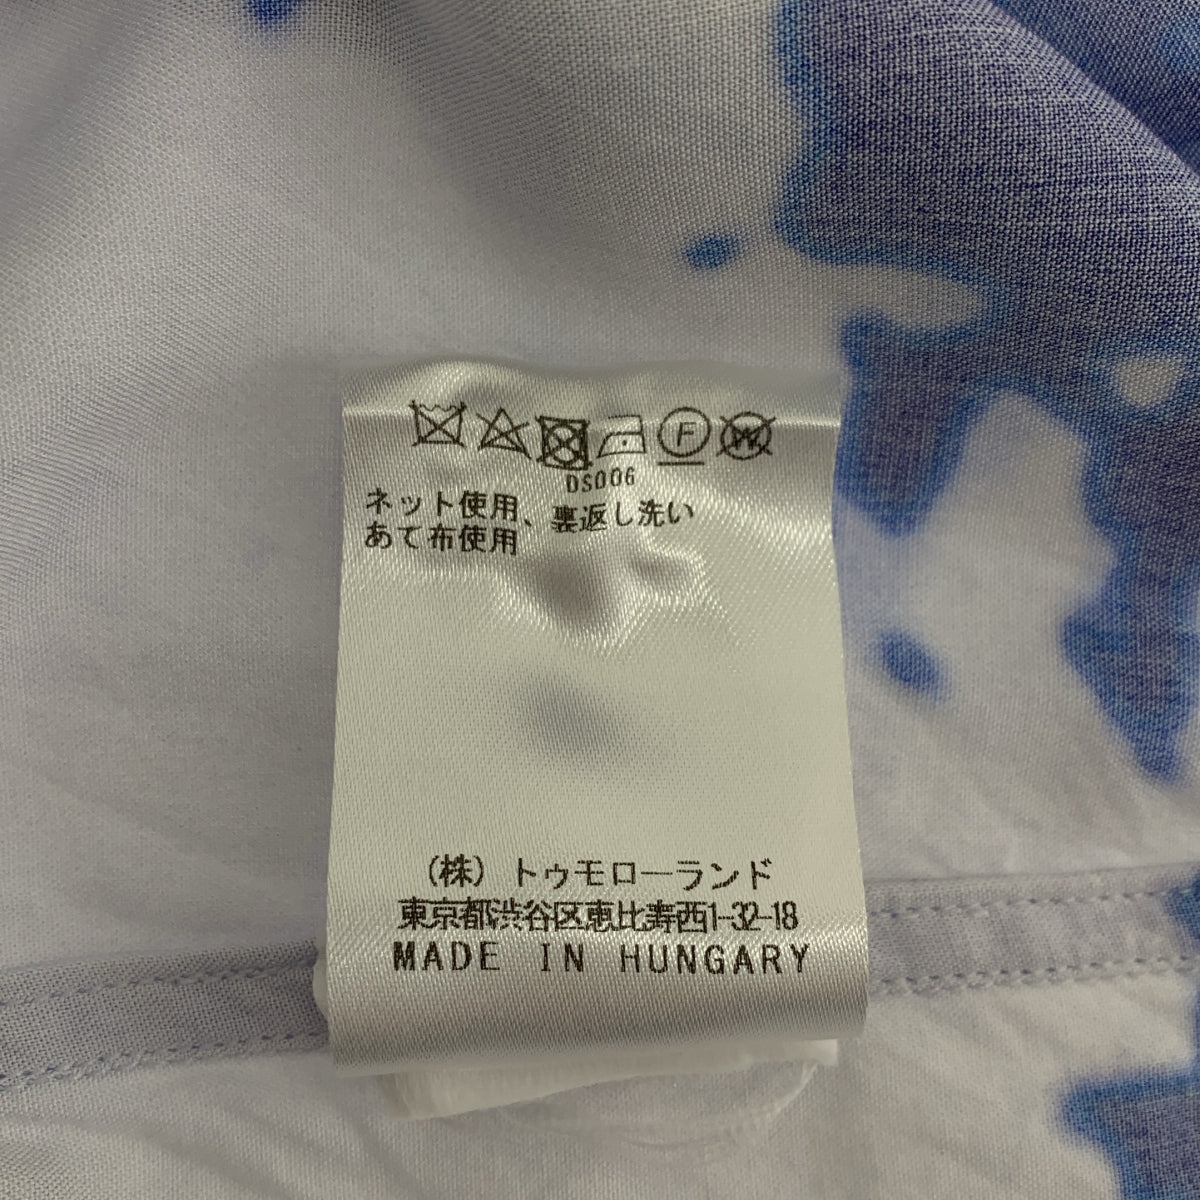 F W
DS006
ネット使用、裏返し洗い
あて布使用
(株) トゥモローランド
東京都渋谷区恵比寿西1-32-18
MADE IN HUNGARY